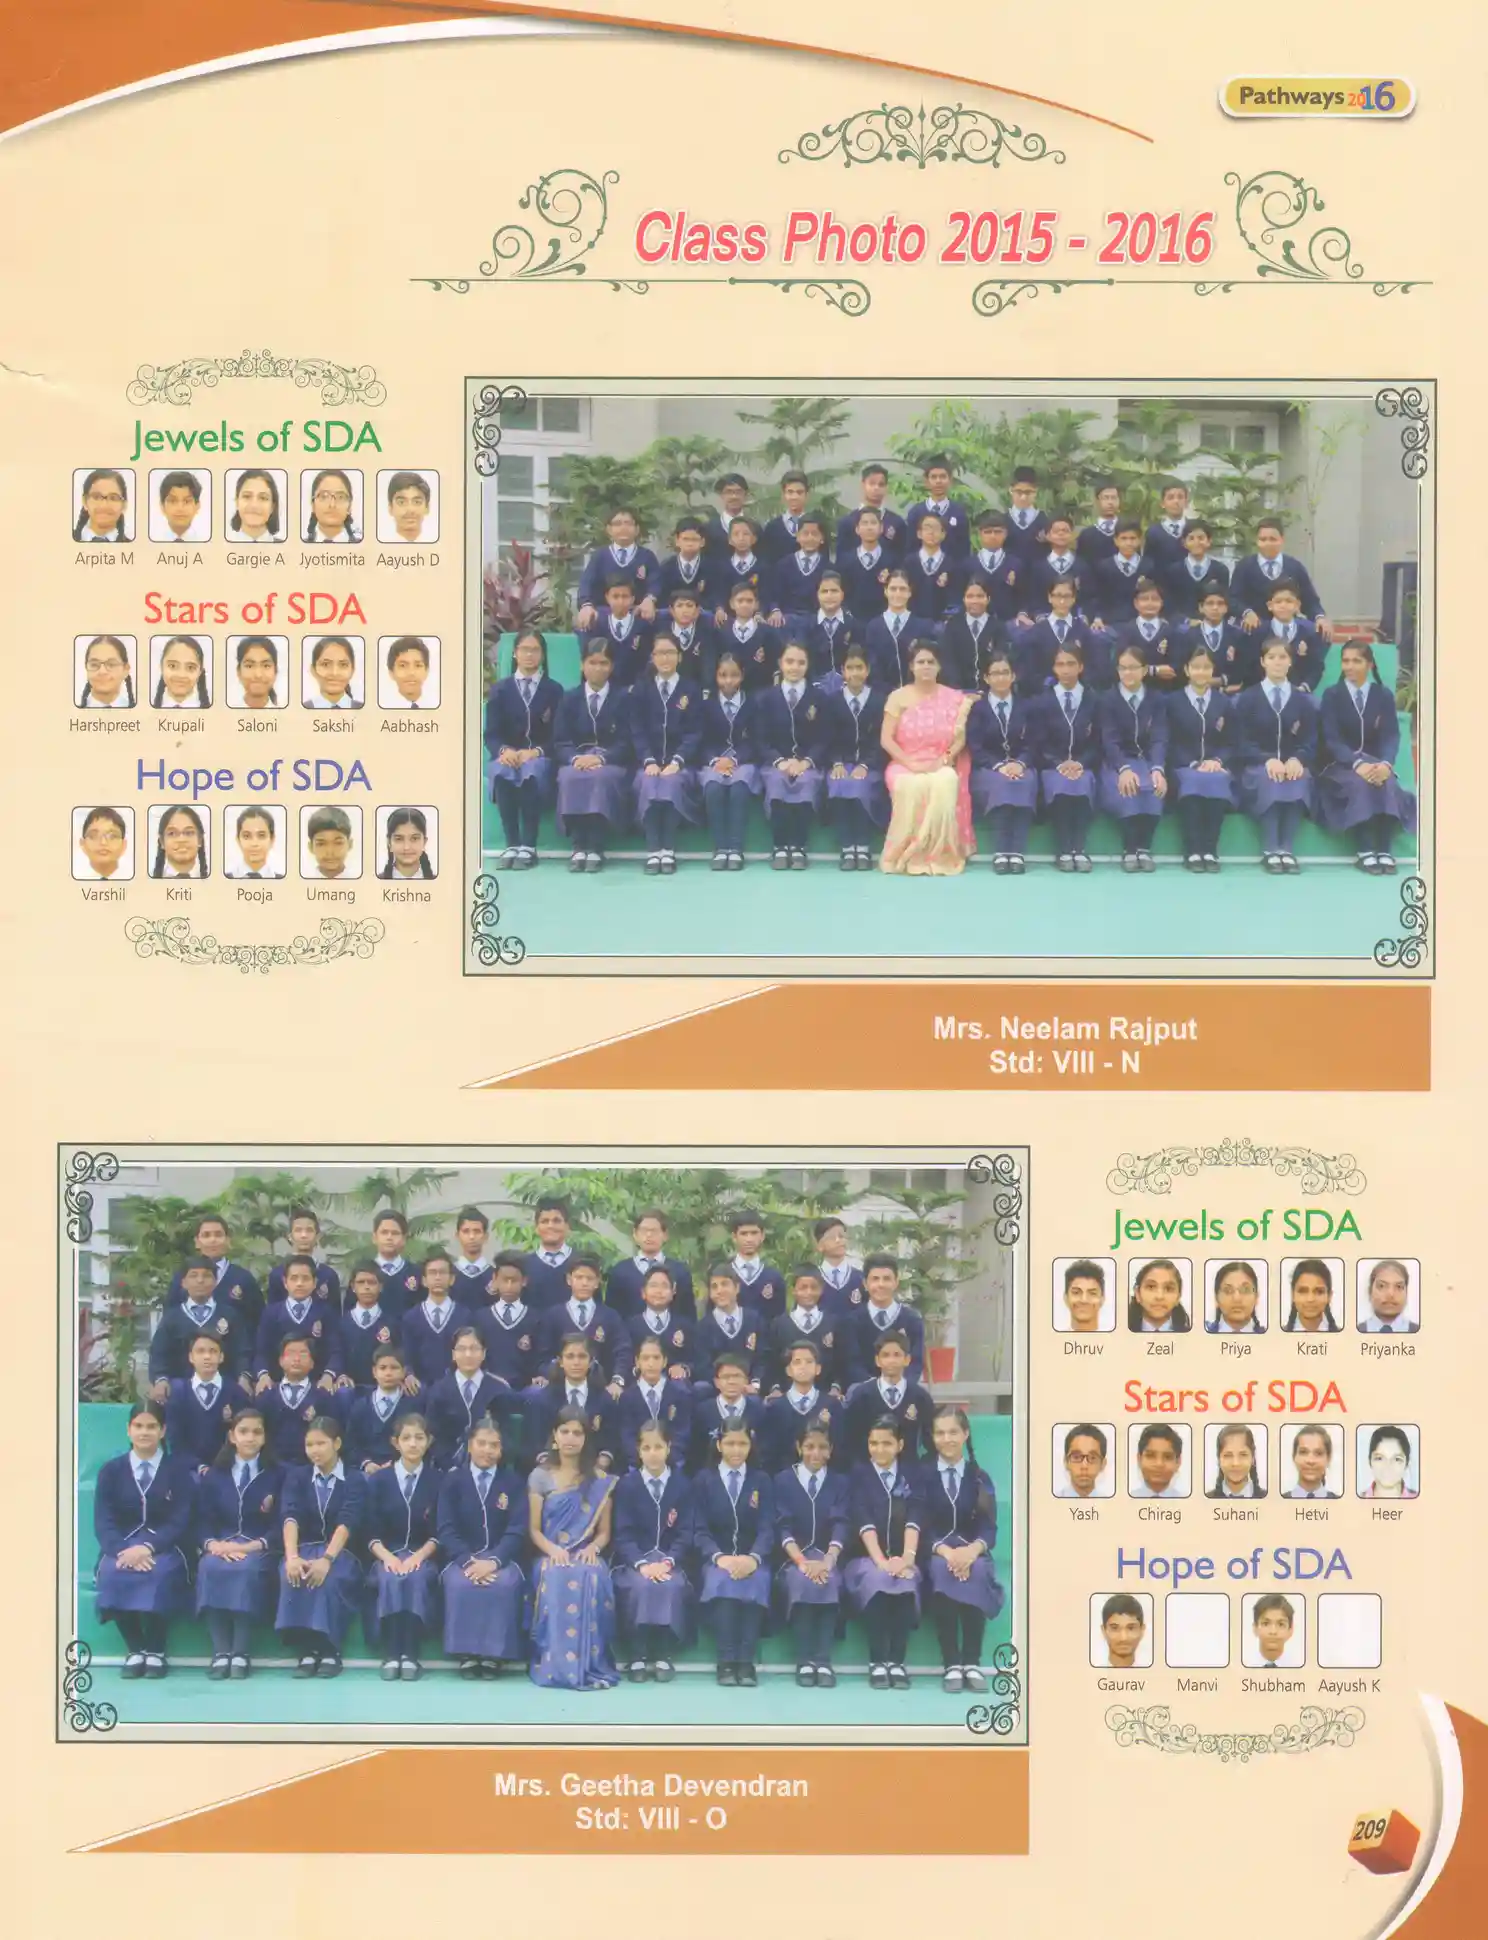 Pathways 2016
Class Photo 2015 - 2016
Jewels of SDA
Arpita M Anuj A Gargie A Jyotismita Aayush D
Stars of SDA
Harshpreet Krupali Saloni Sakshi Aabhash
Hope of SDA
Varshil Kriti Pooja Umang Krishna
Mrs. Neelam Rajput
Std: VIII - N
Jewels of SDA
Dhruv Zeal Priya Krati Priyanka
Stars of SDA
Yash Chirag Suhani Hetvi Heer
Hope of SDA
Gaurav Manvi Shubham Aayush K
Mrs. Geetha Devendran
Std: VIII - O
209